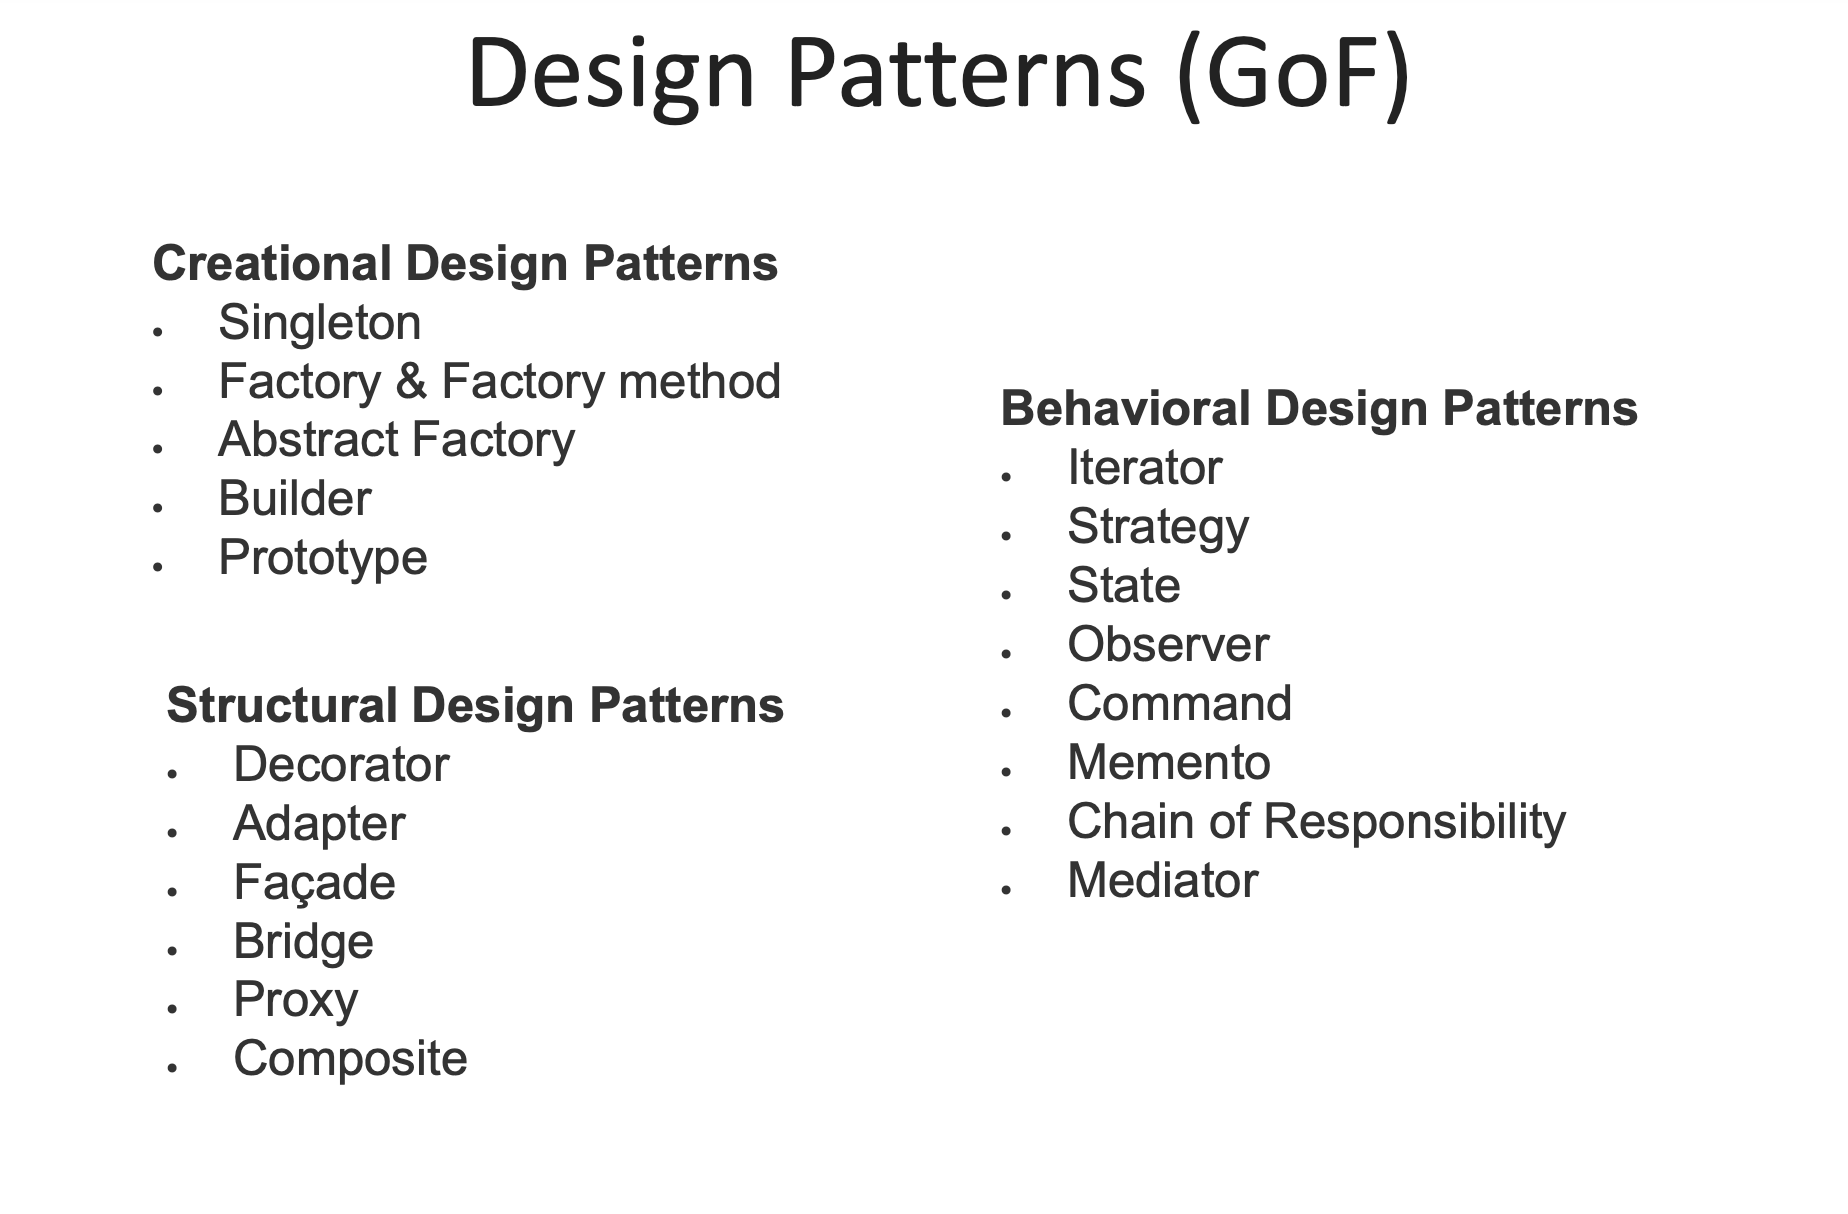 Design Patterns (GoF)
Creational Design Patterns
• Singleton
• Factory & Factory method
• Abstract Factory
• Builder
• Prototype
Structural Design Patterns
• Decorator
• Adapter
• Façade
• Bridge
• Proxy
• Composite
Behavioral Design Patterns
• Iterator
• Strategy
• State
• Observer
• Command
• Memento
• Chain of Responsibility
• Mediator